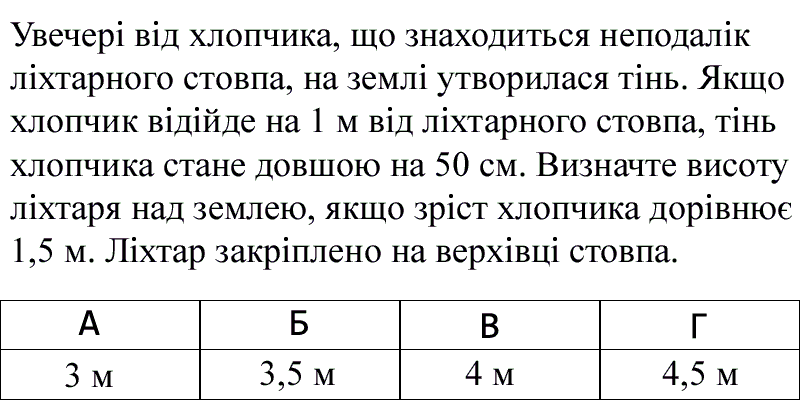 Увечері від хлопчика, що знаходиться неподалік
ліхтарного стовпа, на землі утворилася тінь. Якщо
хлопчик відійде на 1 м від ліхтарного стовпа, тінь
хлопчика стане довшою на 50 см. Визначте висоту
ліхтаря над землею, якщо зріст хлопчика дорівнює
1,5 м. Ліхтар закріплено на верхівці стовпа.
А Б В Г
3 м 3,5 м 4 м 4,5 м